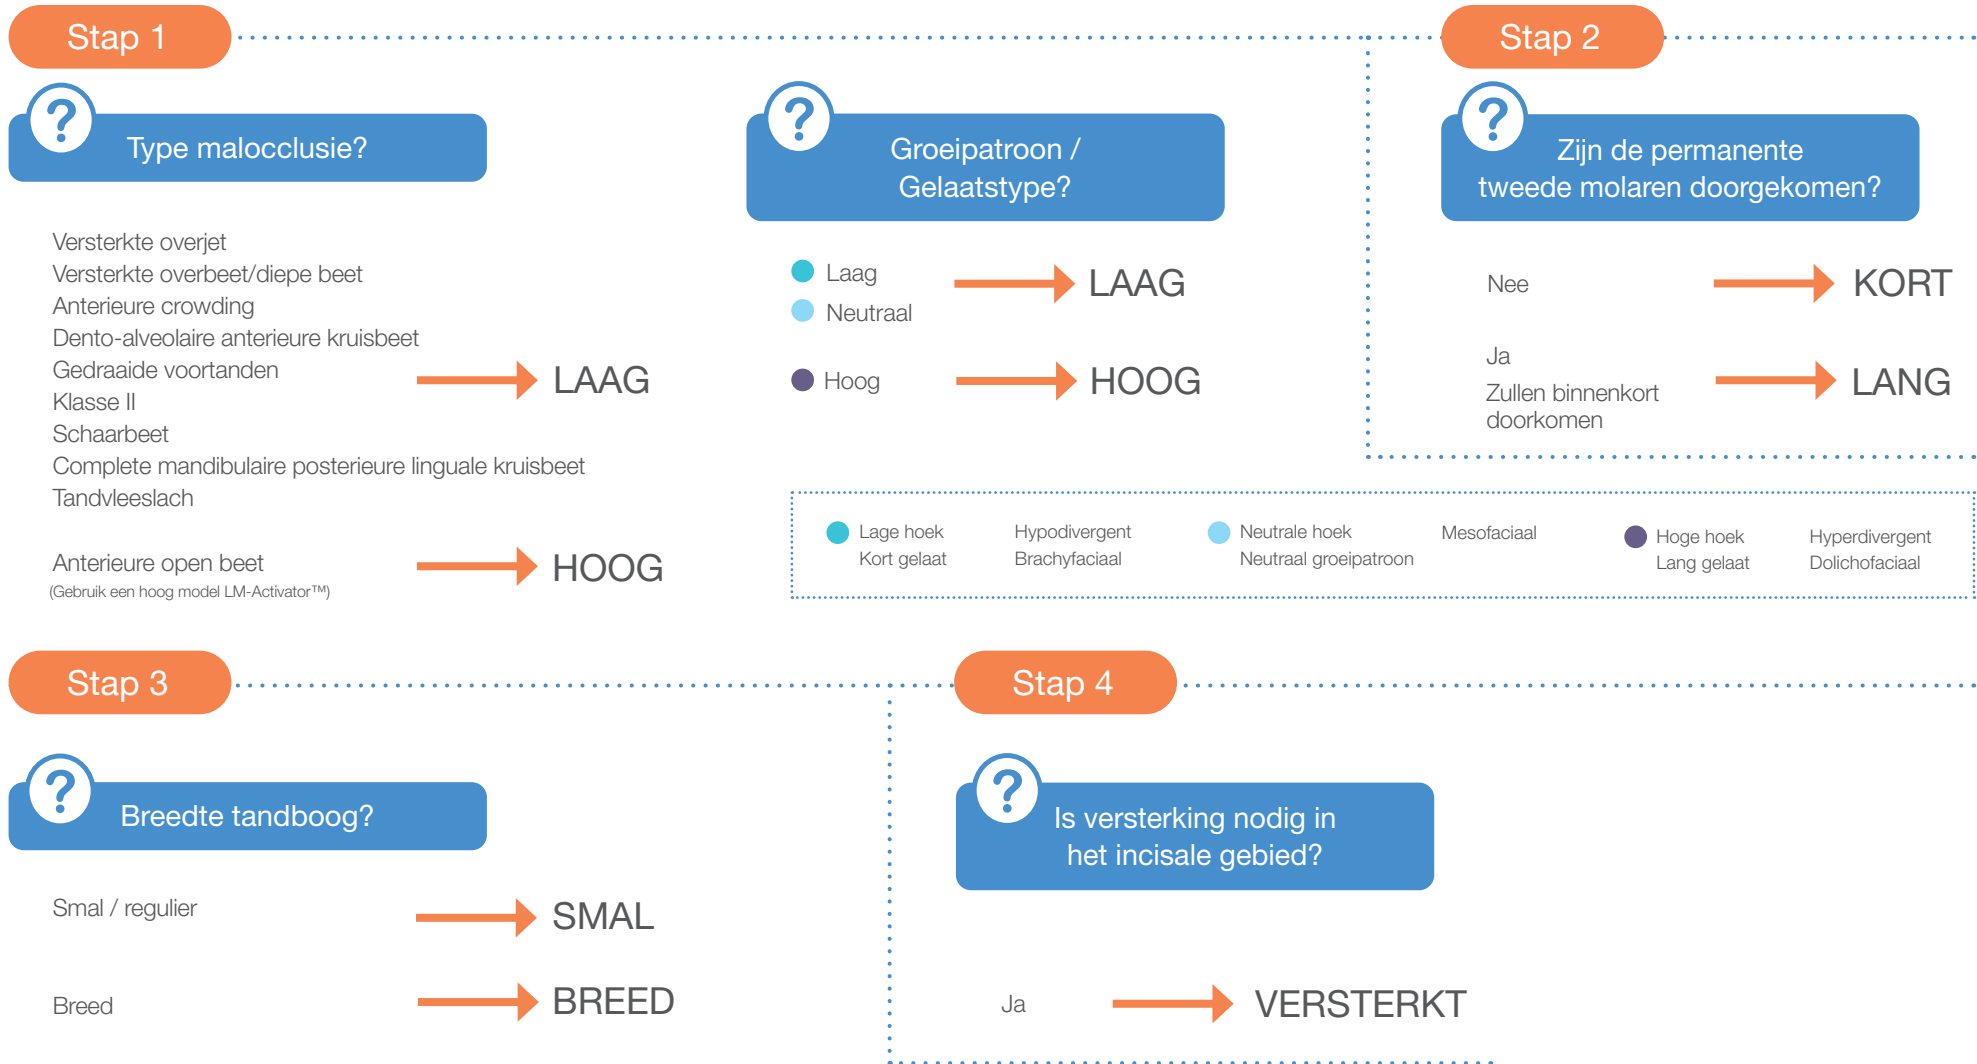 Stap 1
?
Type malocclusie?
Versterkte overjet
Versterkte overbeet/diepe beet
Anterieure crowding
Dento-alveolaire anterieure kruisbeet
Gedraaide voortanden
Klasse II
Schaarbeet
Complete mandibulaire posterieure linguale kruisbeet
Tandvleeslach
LAAG
Anterieure open beet
(Gebruik een hoog model LM-Activator™)
HOOG
?
Groeipatroon /
Gelaatstype?
Laag
Neutraal
LAAG
Hoog
HOOG
Stap 2
?
Zijn de permanente
tweede molaren doorgekomen?
Nee
KORT
Ja
Zullen binnenkort
doorkomen
LANG
Lage hoek
Kort gelaat
Hypodivergent
Brachyfaciaal
Neutrale hoek
Neutraal groeipatroon
Mesofaciaal
Hoge hoek
Lang gelaat
Hyperdivergent
Dolichofaciaal
Stap 3
?
Breedte tandboog?
Smal / regulier
SMAL
Breed
BREED
Stap 4
?
Is versterking nodig in
het incisale gebied?
Ja
VERSTERKT